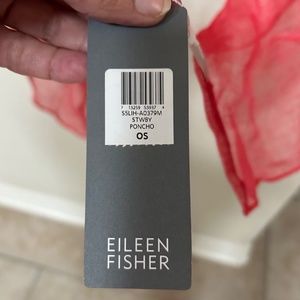 S5LIH-A0379M
STWBY
PONCHO
OS
EILEEN
FISHER